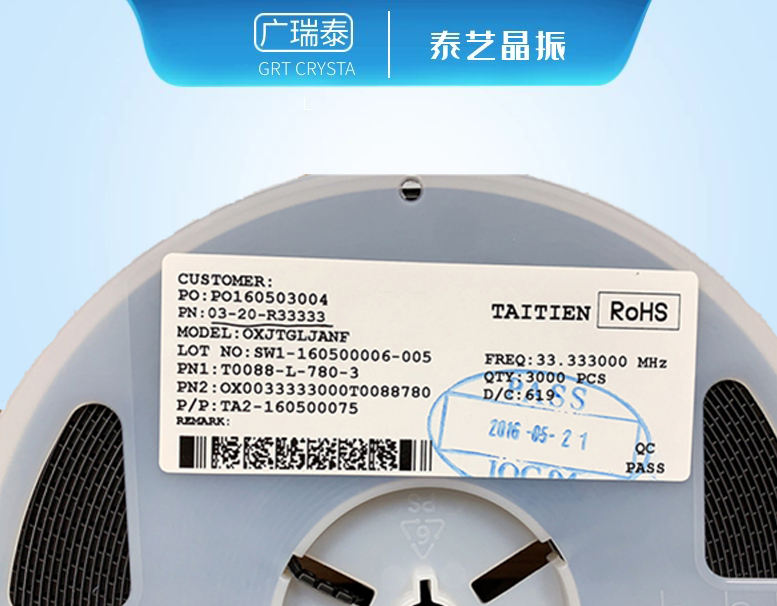 广瑞泰
GRT CRYSTA
泰艺晶振
CUSTOMER:
PO:PO160503004
PN:03-20-R33333
MODEL:OXJTGLJANF
LOT NO:SW1-160500006-005
PN1:T0088-L-780-3
PN2:OX0033333000T0088780
P/P:TA2-160500075
REMARK:
TAITIEN
RoHS
FREQ:33.333000 MHz
QTY:3000 PCS
D/C:619
PASS
2016-05-21
QC
PASS
PS
6